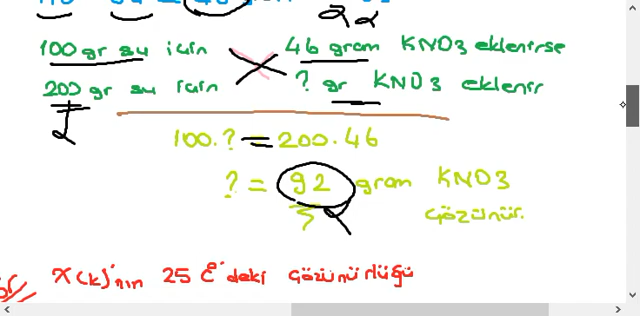 100 gr su için 46 gram KNO3 eklenirse
200 gr su için ? gr KNO3 eklenir
100.? = 200.46
? = 92 gram KNO3
çözünür.
X(k)'nın 25 C°'deki çözünürlüğü